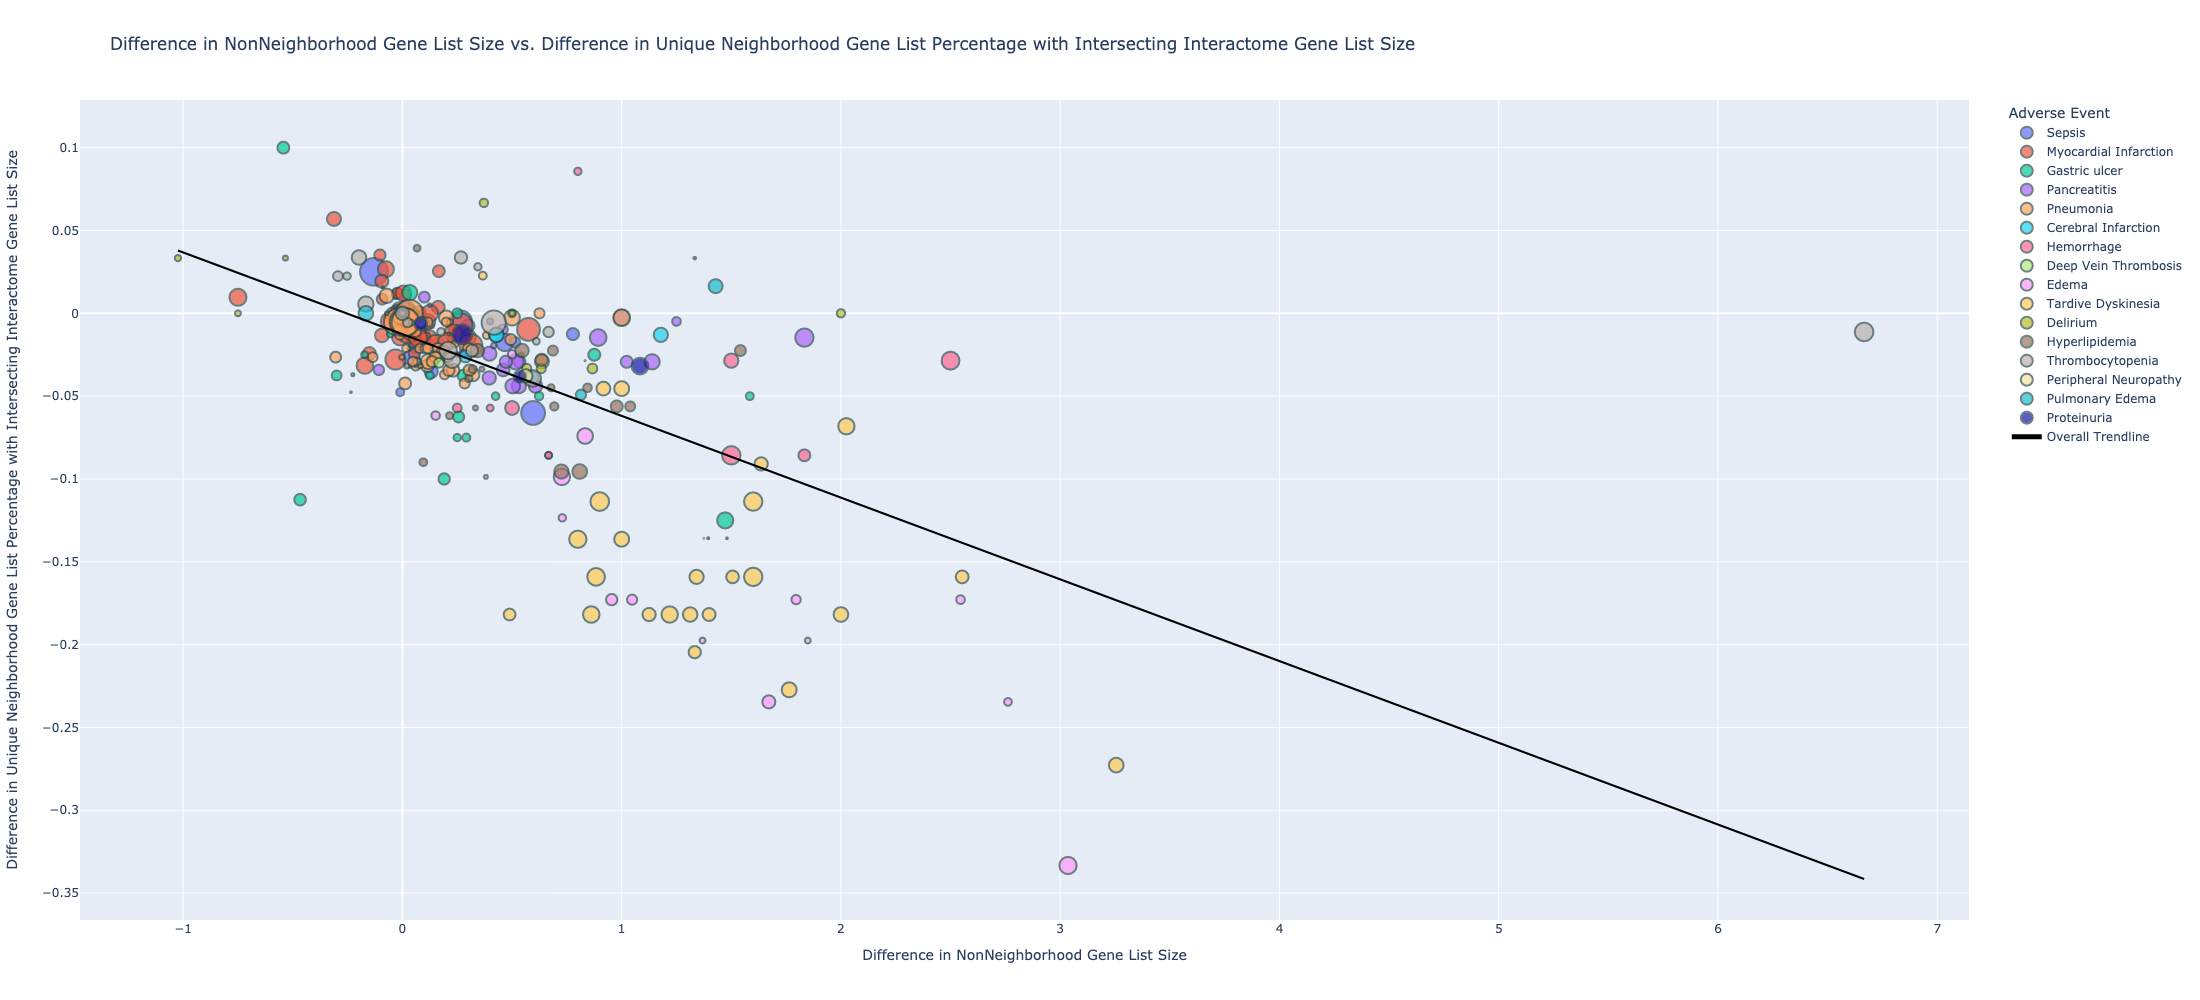 Difference in NonNeighborhood Gene List Size vs. Difference in Unique Neighborhood Gene List Percentage with Intersecting Interactome Gene List Size
Difference in Unique Neighborhood Gene List Percentage with Intersecting Interactome Gene List Size
0.1
0.05
0
−0.05
−0.1
−0.15
−0.2
−0.25
−0.3
−0.35
−1
0
1
2
3
4
5
6
7
Difference in NonNeighborhood Gene List Size
Adverse Event
Sepsis
Myocardial Infarction
Gastric ulcer
Pancreatitis
Pneumonia
Cerebral Infarction
Hemorrhage
Deep Vein Thrombosis
Edema
Tardive Dyskinesia
Delirium
Hyperlipidemia
Thrombocytopenia
Peripheral Neuropathy
Pulmonary Edema
Proteinuria
Overall Trendline